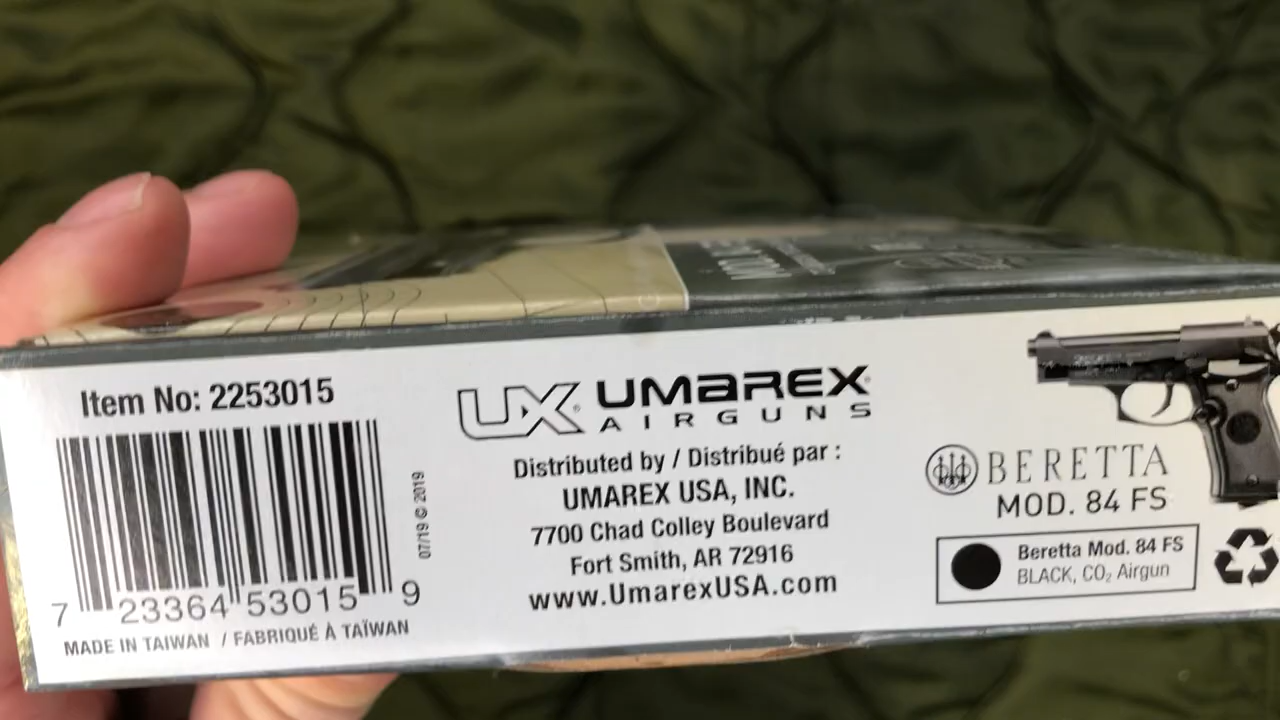 Item No: 2253015
7 23364 53015 9
07/19 © 2019
MADE IN TAIWAN / FABRIQUÉ À TAÏWAN
UX® UMAREX®
AIRGUNS
Distributed by / Distribué par :
UMAREX USA, INC.
7700 Chad Colley Boulevard
Fort Smith, AR 72916
www.UmarexUSA.com
BERETTA
MOD. 84 FS
Beretta Mod. 84 FS
BLACK, CO₂ Airgun